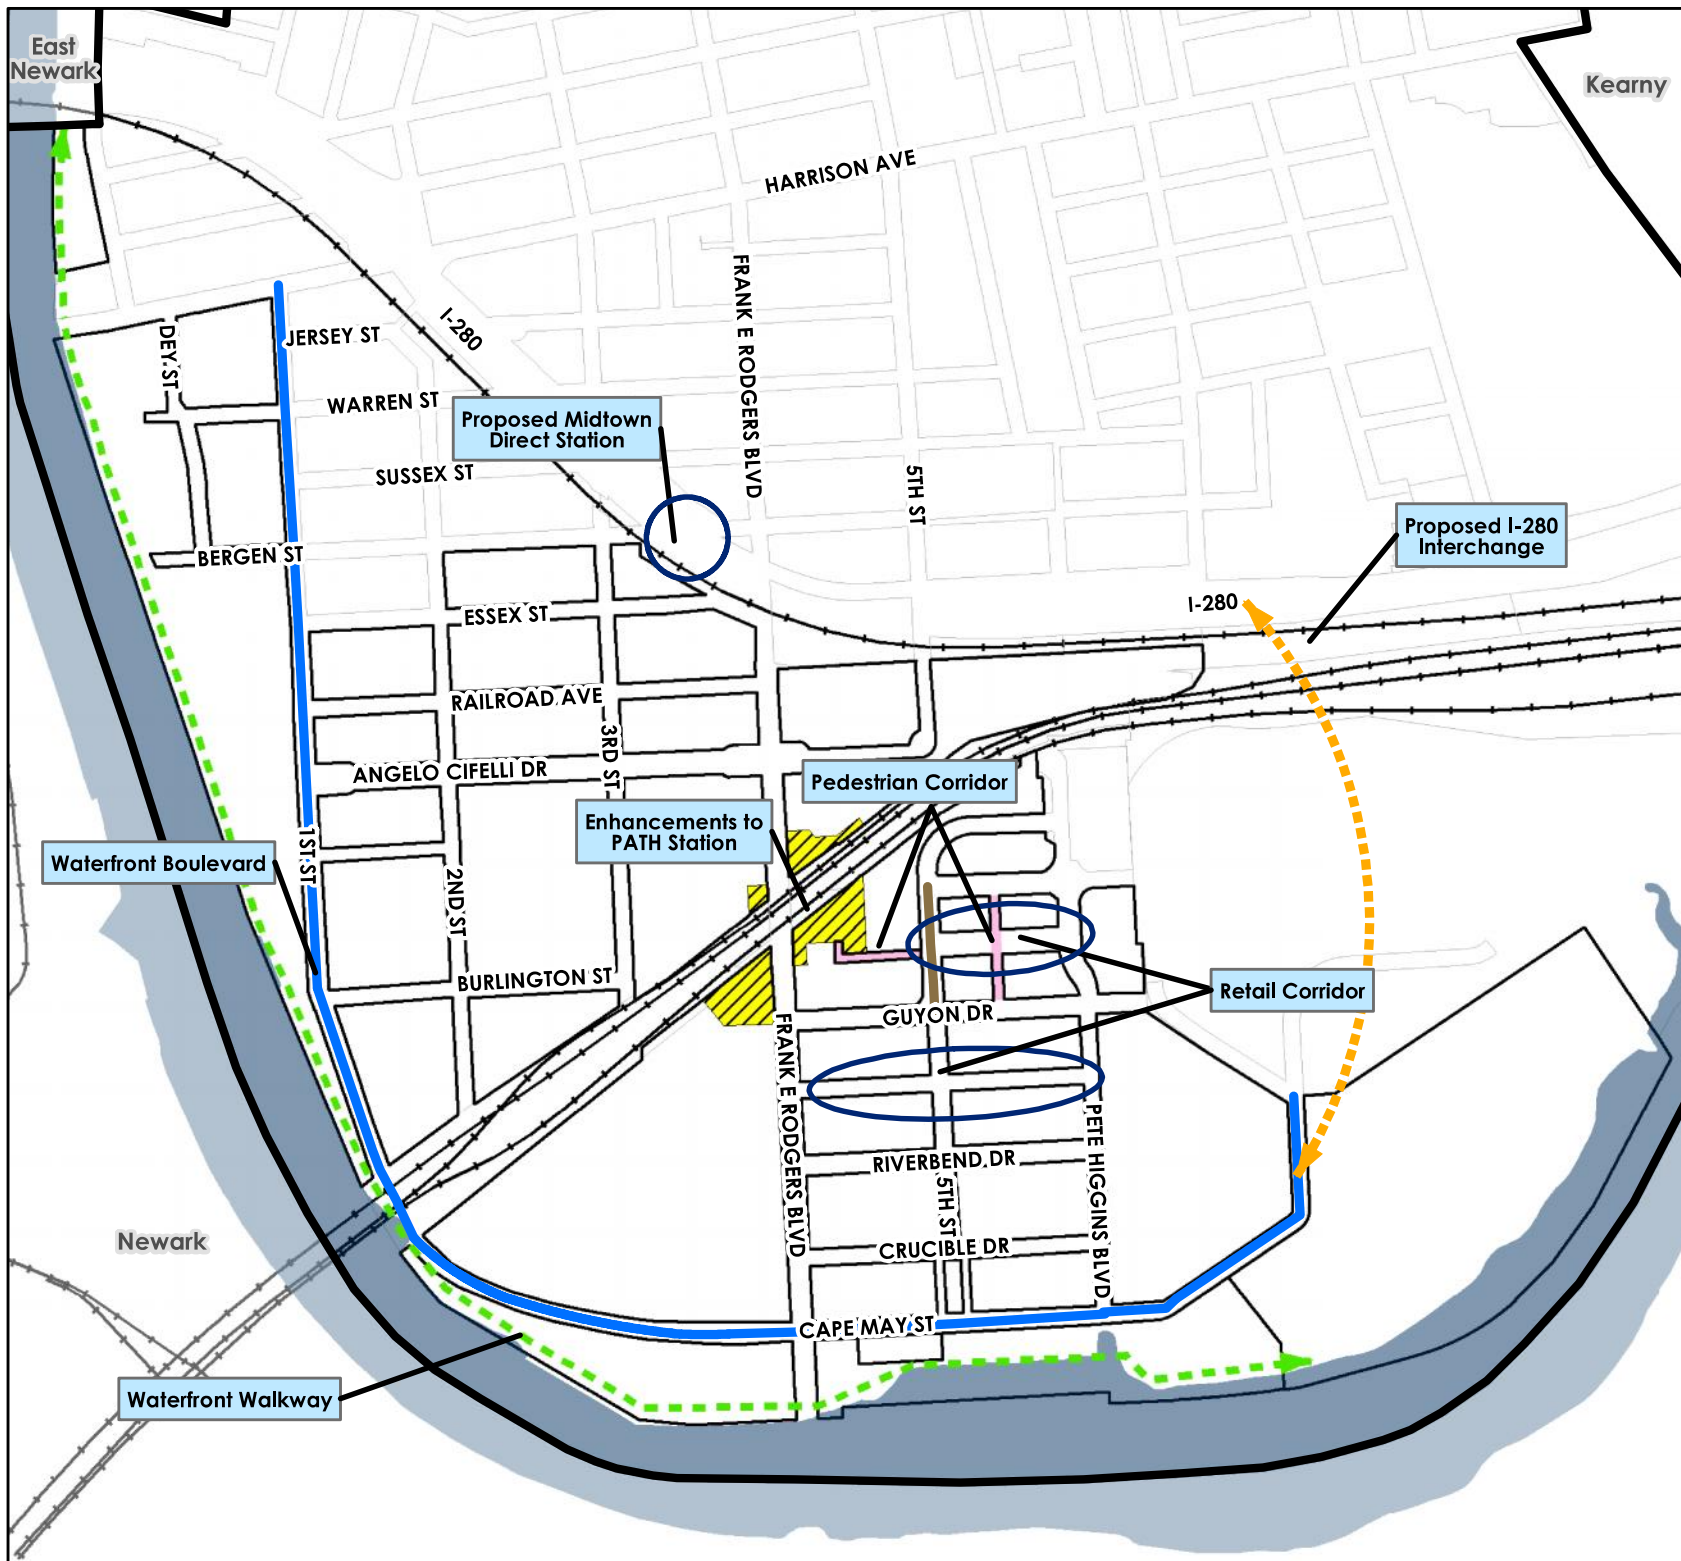 East
Newark
Kearny
HARRISON AVE
FRANK E RODGERS BLVD
I-280
JERSEY ST
DEY ST
WARREN ST
Proposed Midtown
Direct Station
SUSSEX ST
5TH ST
Proposed I-280
Interchange
BERGEN ST
I-280
ESSEX ST
RAILROAD AVE
3RD ST
ANGELO CIFELLI DR
Pedestrian Corridor
Enhancements to
PATH Station
Waterfront Boulevard
1ST ST
2ND ST
BURLINGTON ST
Retail Corridor
GUYON DR
FRANK E RODGERS BLVD
PETE HIGGINS BLVD
RIVERBEND DR
5TH ST
Newark
CRUCIBLE DR
CAPE MAY ST
Waterfront Walkway